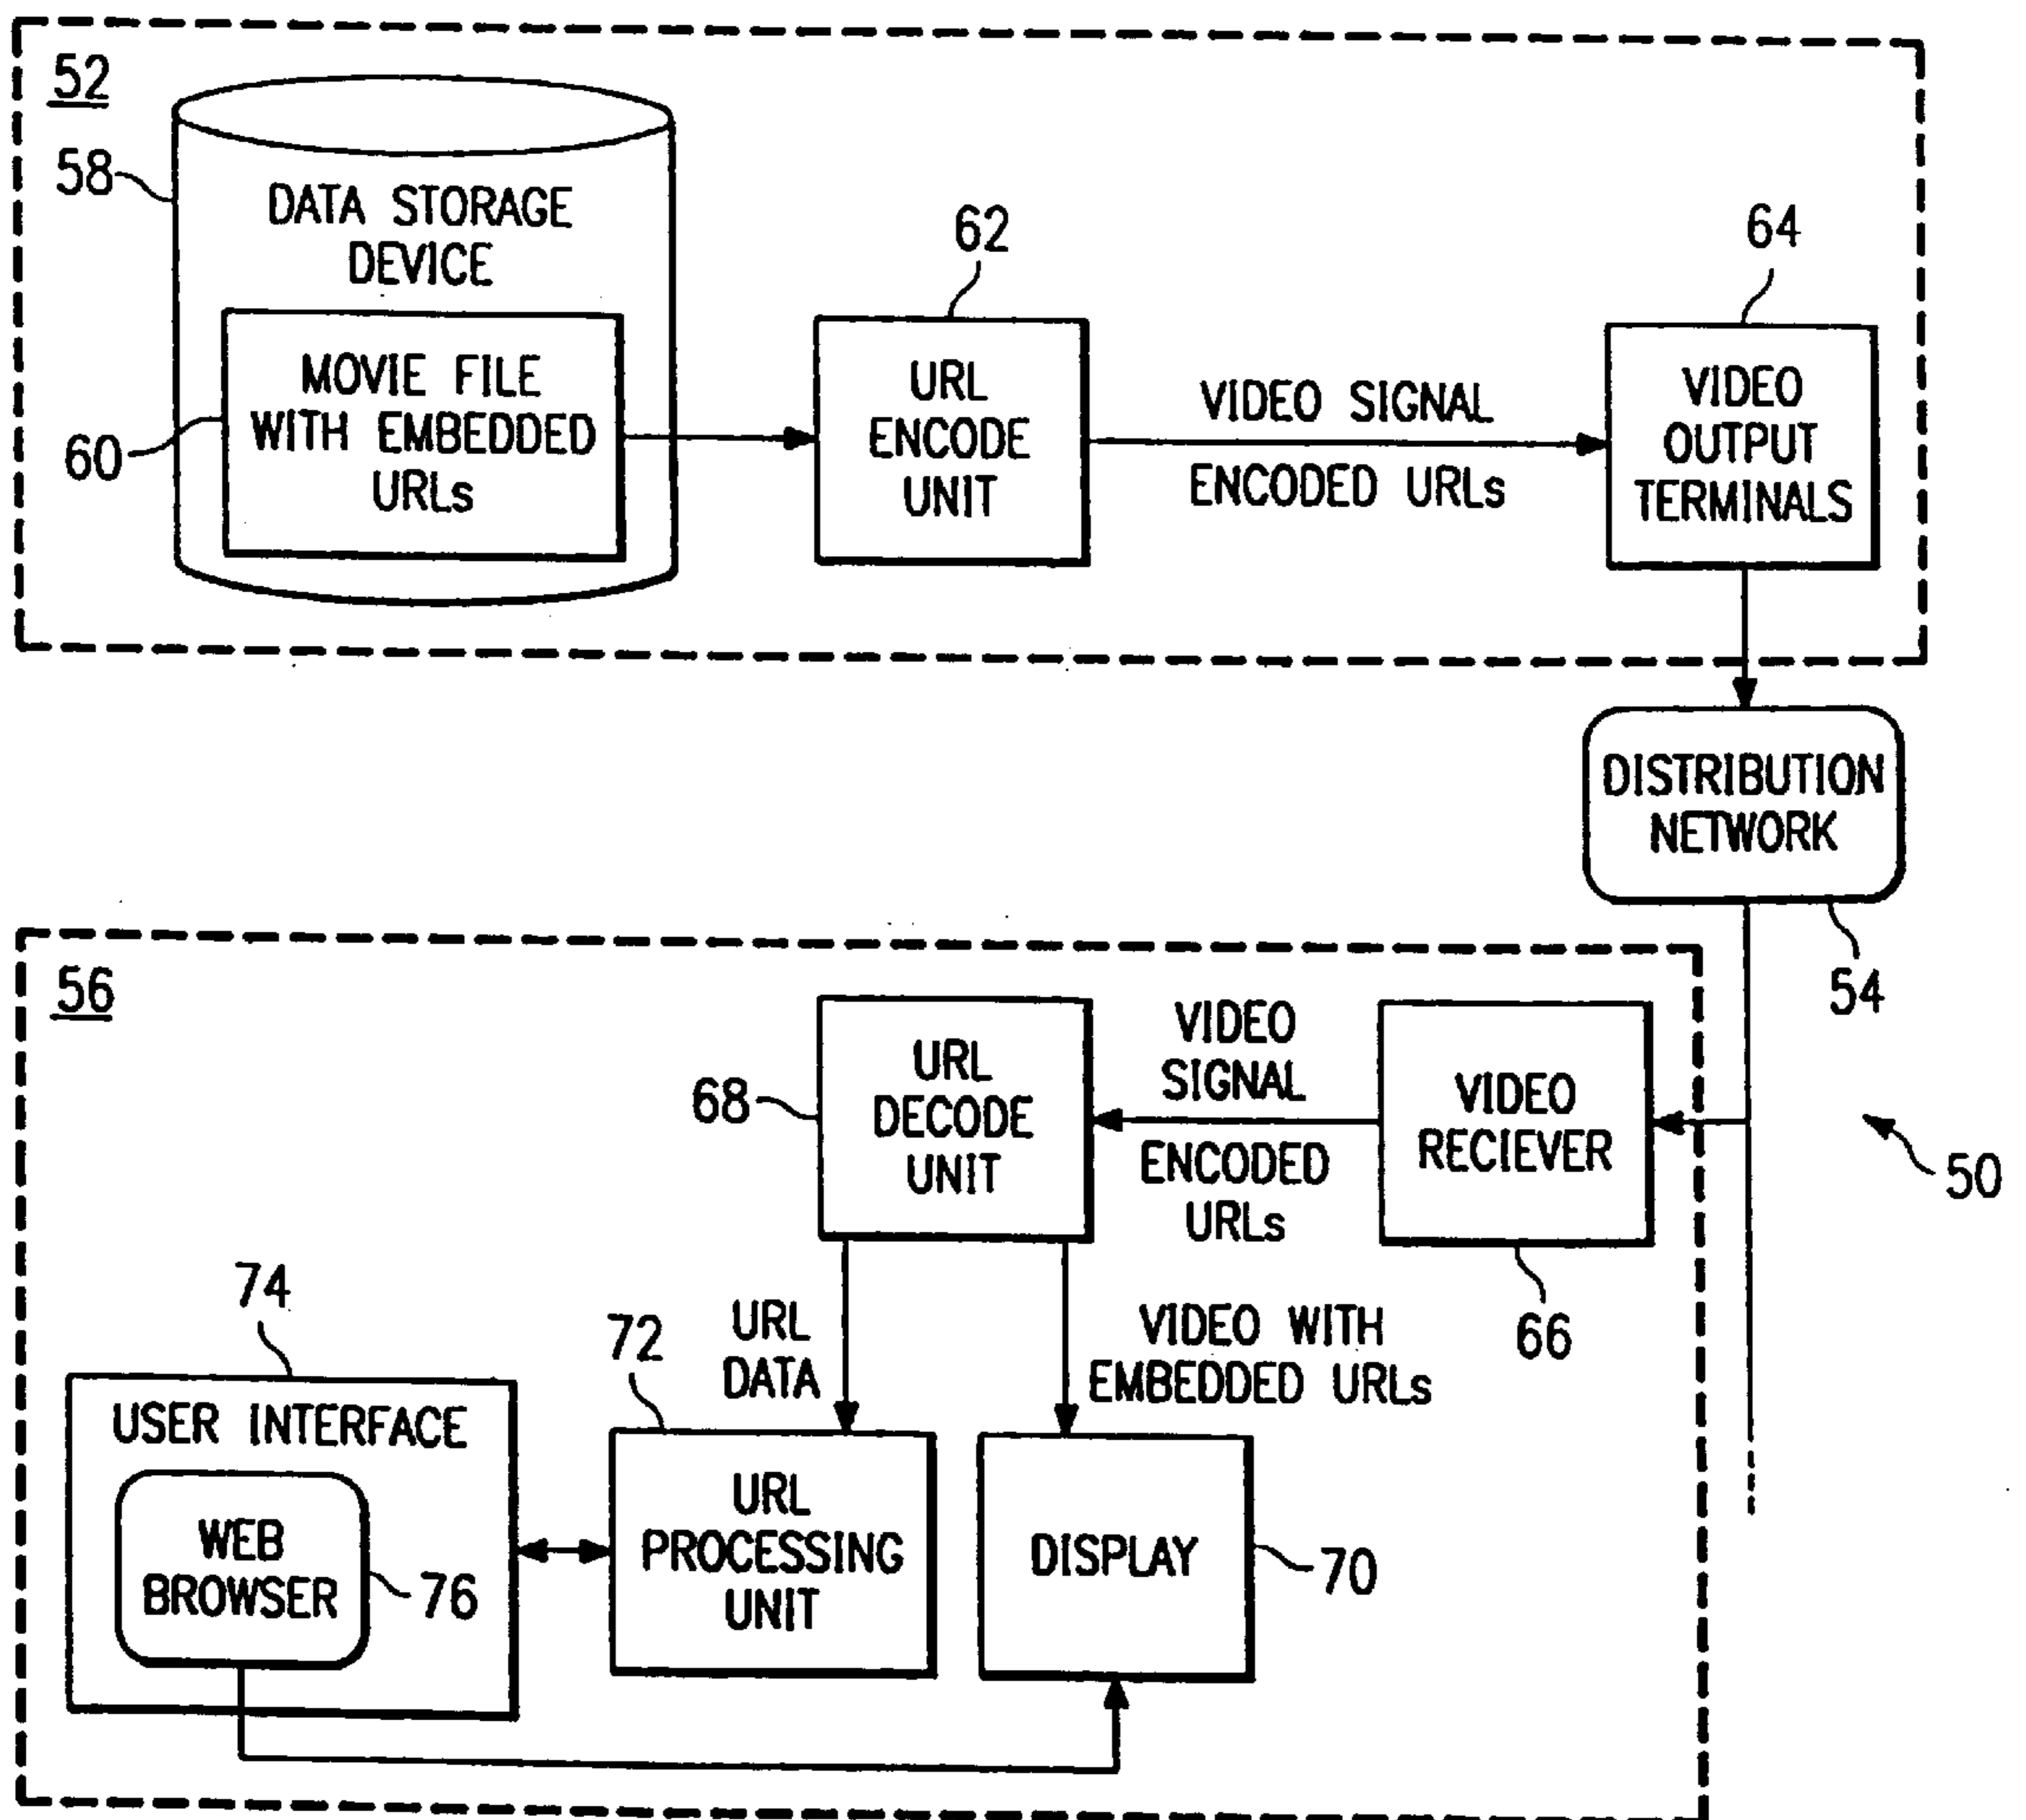 52
58
DATA STORAGE
DEVICE
MOVIE FILE
WITH EMBEDDED
URLs
60
62
URL
ENCODE
UNIT
VIDEO SIGNAL
ENCODED URLs
64
VIDEO
OUTPUT
TERMINALS
DISTRIBUTION
NETWORK
54
56
68
URL
DECODE
UNIT
VIDEO
SIGNAL
ENCODED
URLs
VIDEO
RECIEVER
66
50
URL
DATA
VIDEO WITH
EMBEDDED URLs
74
USER INTERFACE
WEB
BROWSER
76
72
URL
PROCESSING
UNIT
DISPLAY
70